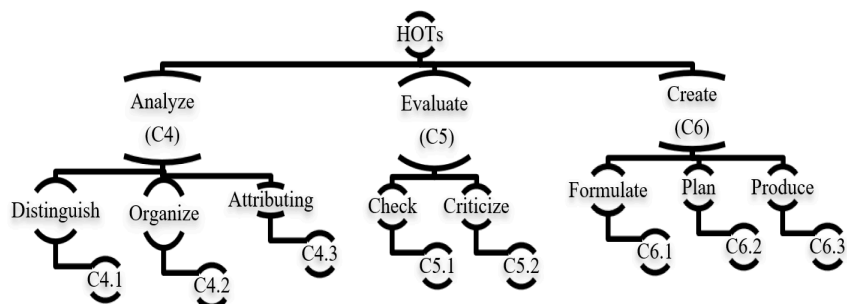 HOTs
Analyze
(C4)
Evaluate
(C5)
Create
(C6)
Distinguish
Organize
Attributing
Check
Criticize
Formulate
Plan
Produce
C4.1
C4.2
C4.3
C5.1
C5.2
C6.1
C6.2
C6.3